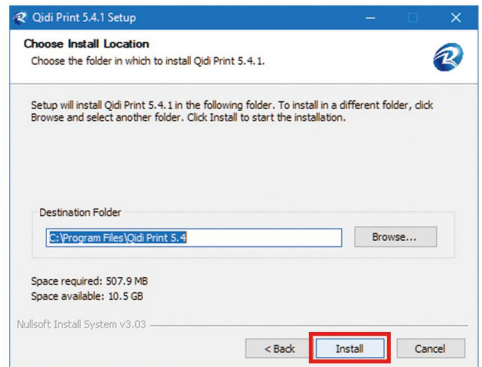 Qidi Print 5.4.1 Setup
Choose Install Location
Choose the folder in which to install Qidi Print 5.4.1.
Setup will install Qidi Print 5.4.1 in the following folder. To install in a different folder, click
Browse and select another folder. Click Install to start the installation.
Destination Folder
C:\Program Files\Qidi Print 5.4
Browse...
Space required: 507.9 MB
Space available: 10.5 GB
Nullsoft Install System v3.03
< Back Install Cancel